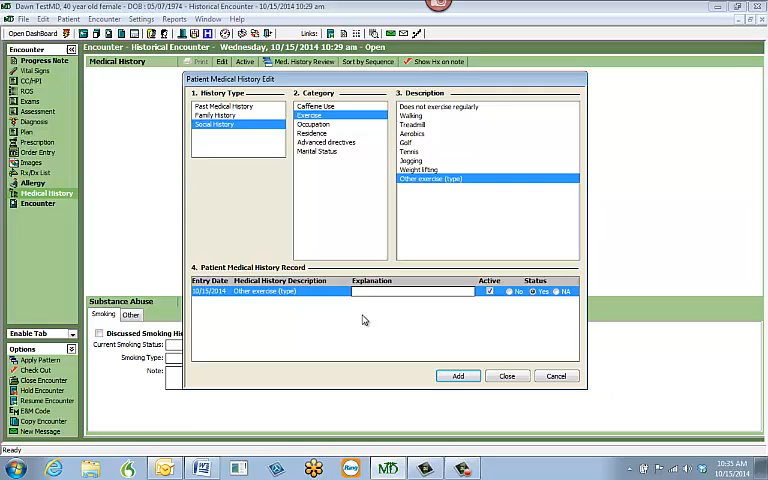 Dawn TestMD, 40 year old female - DOB : 05/07/1974 - Historical Encounter - 10/15/2014 10:29 am
File Edit Patient Encounter Settings Reports Window Help
Open DashBoard Links:
Encounter
Encounter - Historical Encounter - Wednesday, 10/15/2014 10:29 am - Open
Progress Note
Vital Signs
CC/HPI
ROS
Exams
Assessment
Diagnosis
Plan
Prescription
Order Entry
Images
Rx/Dx List
Allergy
Medical History
Encounter
Enable Tab
Options
Apply Pattern
Check Out
Close Encounter
Hold Encounter
Resume Encounter
E&M Code
Copy Encounter
New Message
Medical History Print Edit Active Med. History Review Sort by Sequence Show Hx on note
Patient Medical History Edit
1. History Type
Past Medical History
Family History
Social History
2. Category
Caffeine Use
Exercise
Occupation
Residence
Advanced directives
Marital Status
3. Description
Does not exercise regularly
Walking
Treadmill
Aerobics
Golf
Tennis
Jogging
Weight lifting
Other exercise (type)
4. Patient Medical History Record
Entry Date Medical History Description Explanation Active Status
10/15/2014 Other exercise (type) No Yes NA
Add Close Cancel
Substance Abuse
Smoking Other
Discussed Smoking His
Current Smoking Status:
Smoking Type:
Note:
Ready
Ring
MD
10:35 AM
10/15/2014